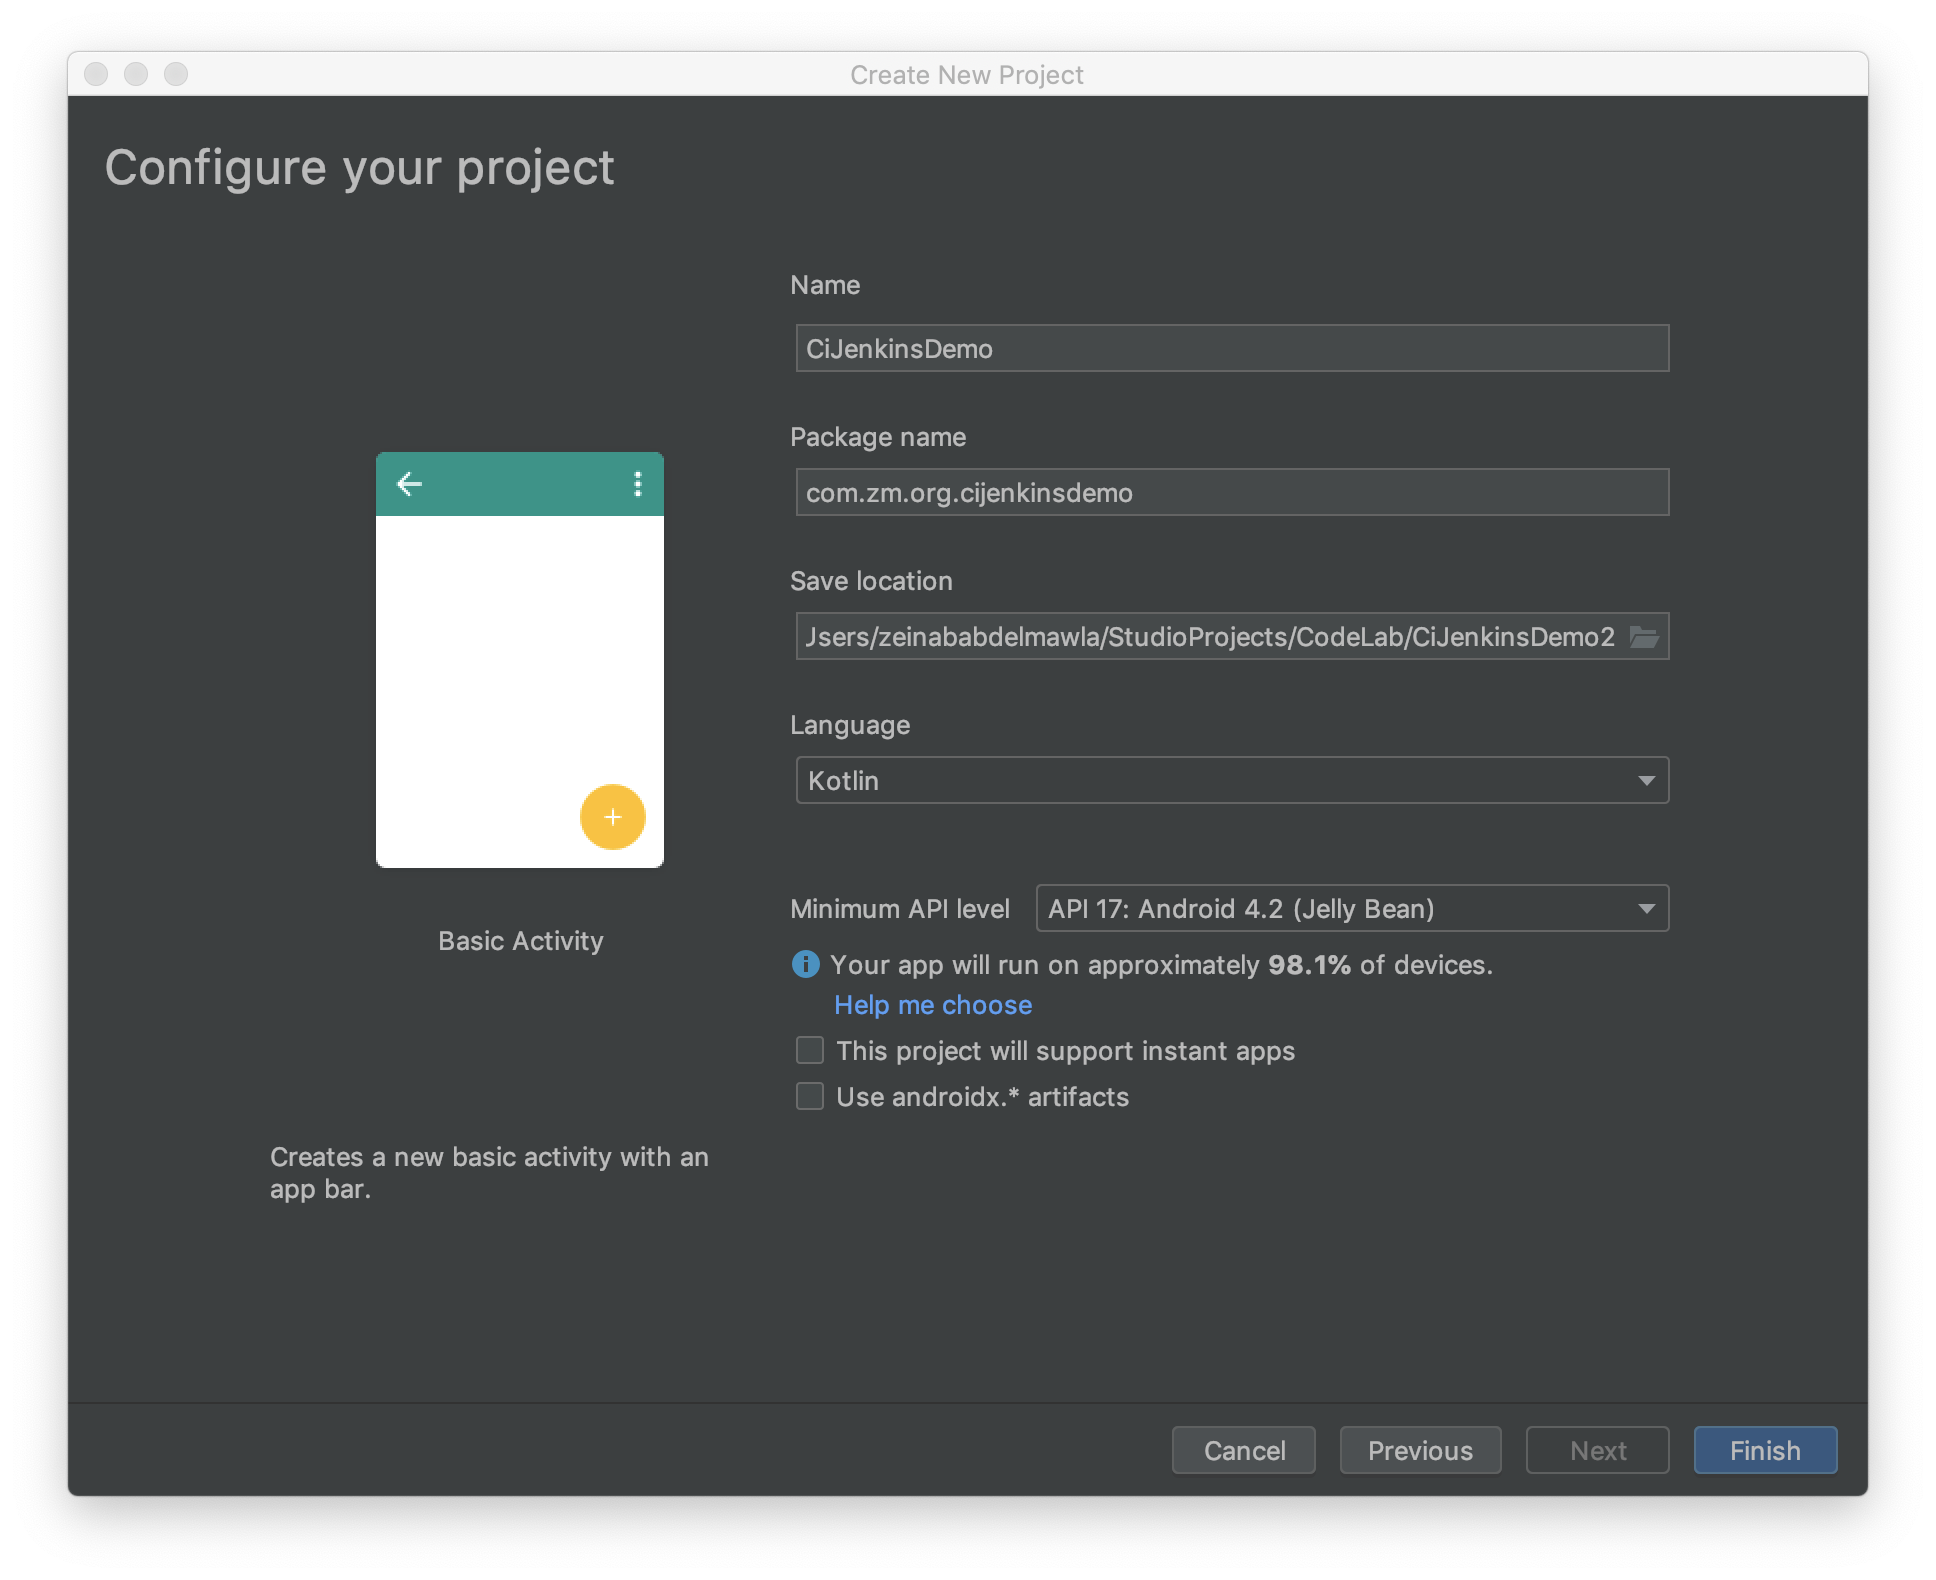 Create New Project
Configure your project
Name
CiJenkinsDemo
Package name
com.zm.org.cijenkinsdemo
Save location
/zeinababdelmawla/StudioProjects/CodeLab/CiJenkinsDemo2
Language
Kotlin
Minimum API level API 17: Android 4.2 (Jelly Bean)
Your app will run on approximately 98.1% of devices.
Help me choose
This project will support instant apps
Use androidx.* artifacts
Basic Activity
Creates a new basic activity with an
app bar.
Cancel Previous Next Finish